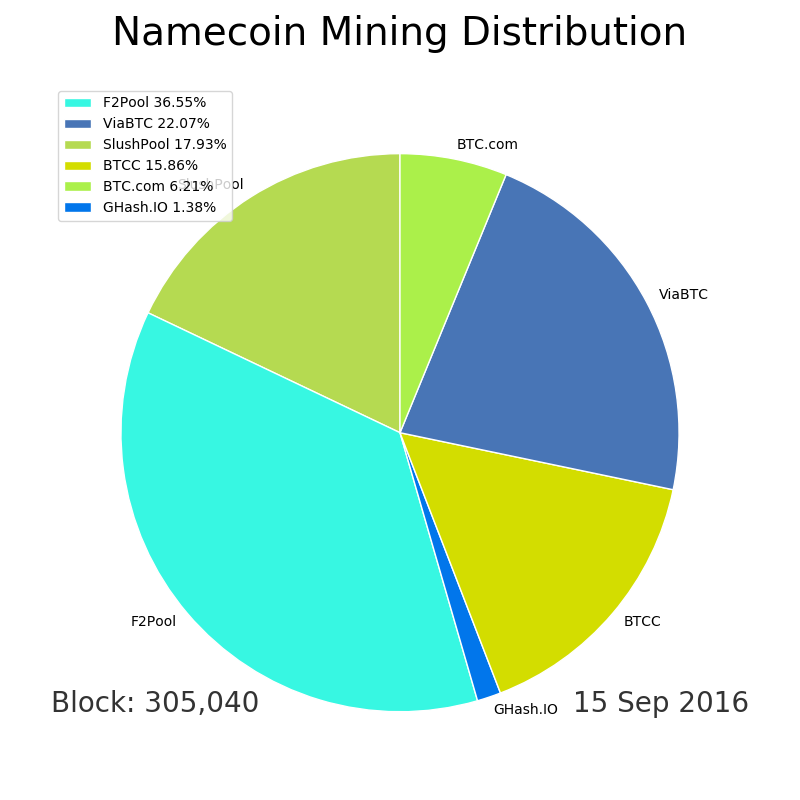 Namecoin Mining Distribution
F2Pool 36.55%
ViaBTC 22.07%
SlushPool 17.93%
BTCC 15.86%
BTC.com 6.21%
GHash.IO 1.38%
BTC.com
SlushPool
ViaBTC
F2Pool
BTCC
Block: 305,040
15 Sep 2016
GHash.IO